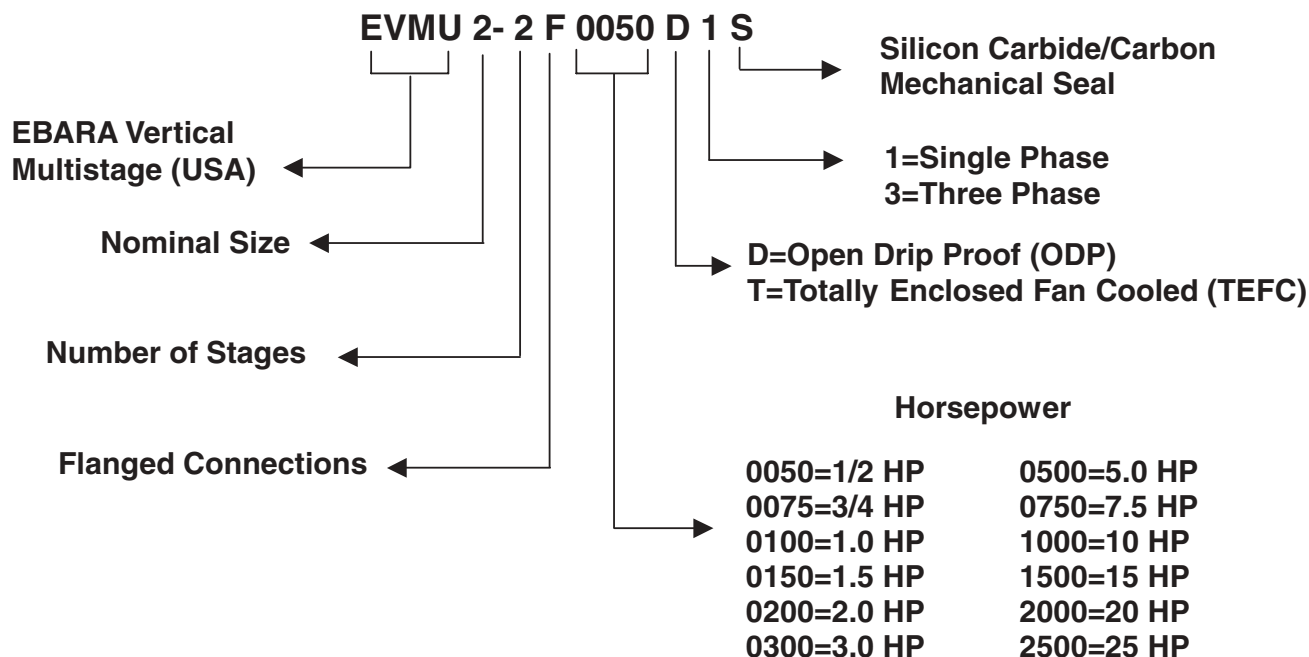 EVMU 2- 2 F 0050 D 1 S
Silicon Carbide/Carbon
Mechanical Seal
EBARA Vertical
Multistage (USA)
1=Single Phase
3=Three Phase
Nominal Size
D=Open Drip Proof (ODP)
T=Totally Enclosed Fan Cooled (TEFC)
Number of Stages
Horsepower
Flanged Connections
0050=1/2 HP 0500=5.0 HP
0075=3/4 HP 0750=7.5 HP
0100=1.0 HP 1000=10 HP
0150=1.5 HP 1500=15 HP
0200=2.0 HP 2000=20 HP
0300=3.0 HP 2500=25 HP